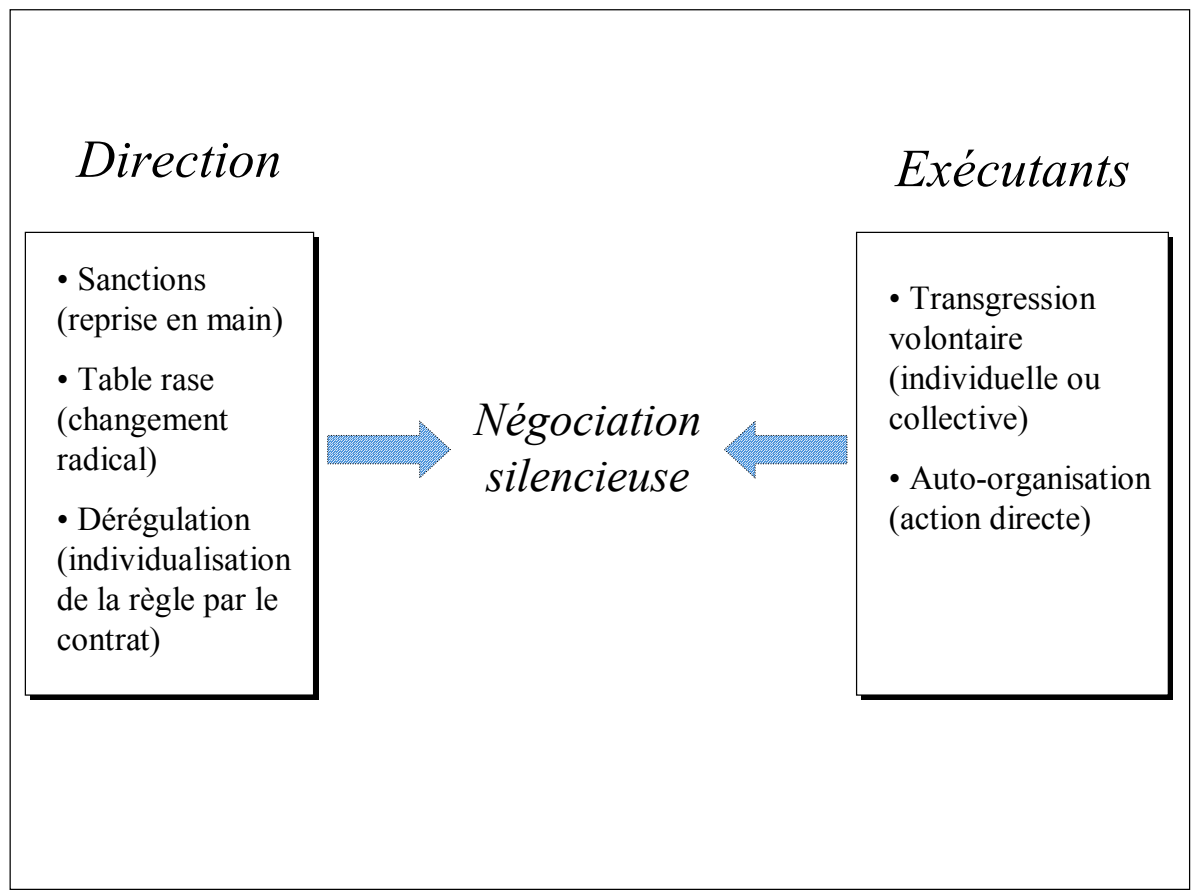 Direction
Exécutants
• Sanctions
(reprise en main)
• Table rase
(changement
radical)
• Dérégulation
(individualisation
de la règle par le
contrat)
Négociation
silencieuse
• Transgression
volontaire
(individuelle ou
collective)
• Auto-organisation
(action directe)